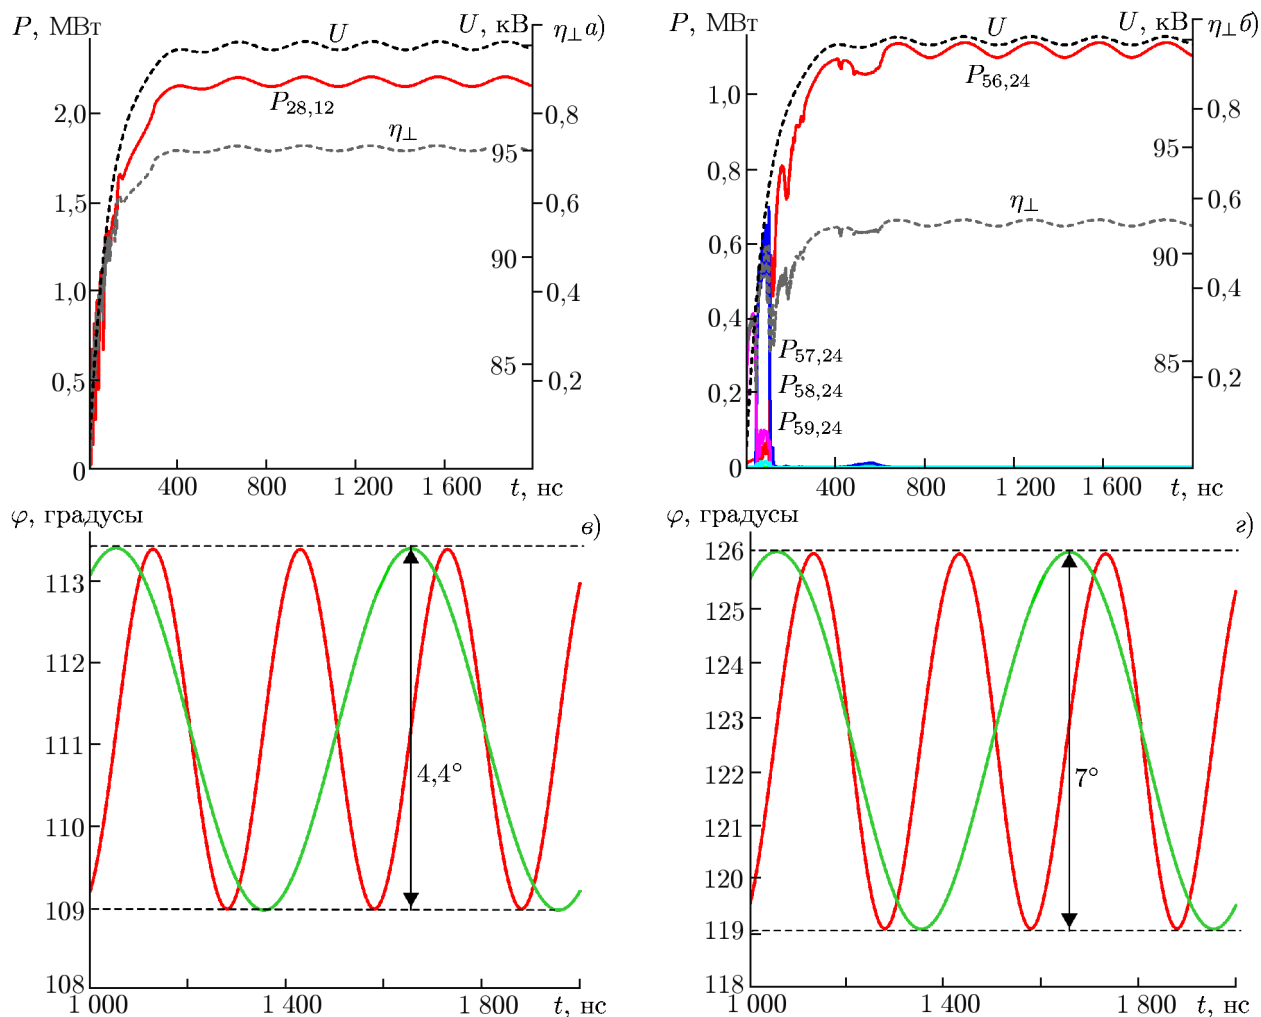 P, МВт
U, кВ
η⊥ а)
U
P28,12
η⊥
2,0
1,5
1,0
0,5
0
95
90
85
0,8
0,6
0,4
0,2
400
800
1 200
1 600
t, нс
P, МВт
U, кВ
η⊥ б)
U
P56,24
η⊥
P57,24
P58,24
P59,24
1,0
0,8
0,6
0,4
0,2
0
95
90
85
0,8
0,6
0,4
0,2
400
800
1 200
1 600
t, нс
φ, градусы
в)
113
112
111
110
109
108
4,4°
1 000
1 400
1 800
t, нс
φ, градусы
г)
126
125
124
123
122
121
120
119
118
7°
1 000
1 400
1 800
t, нс